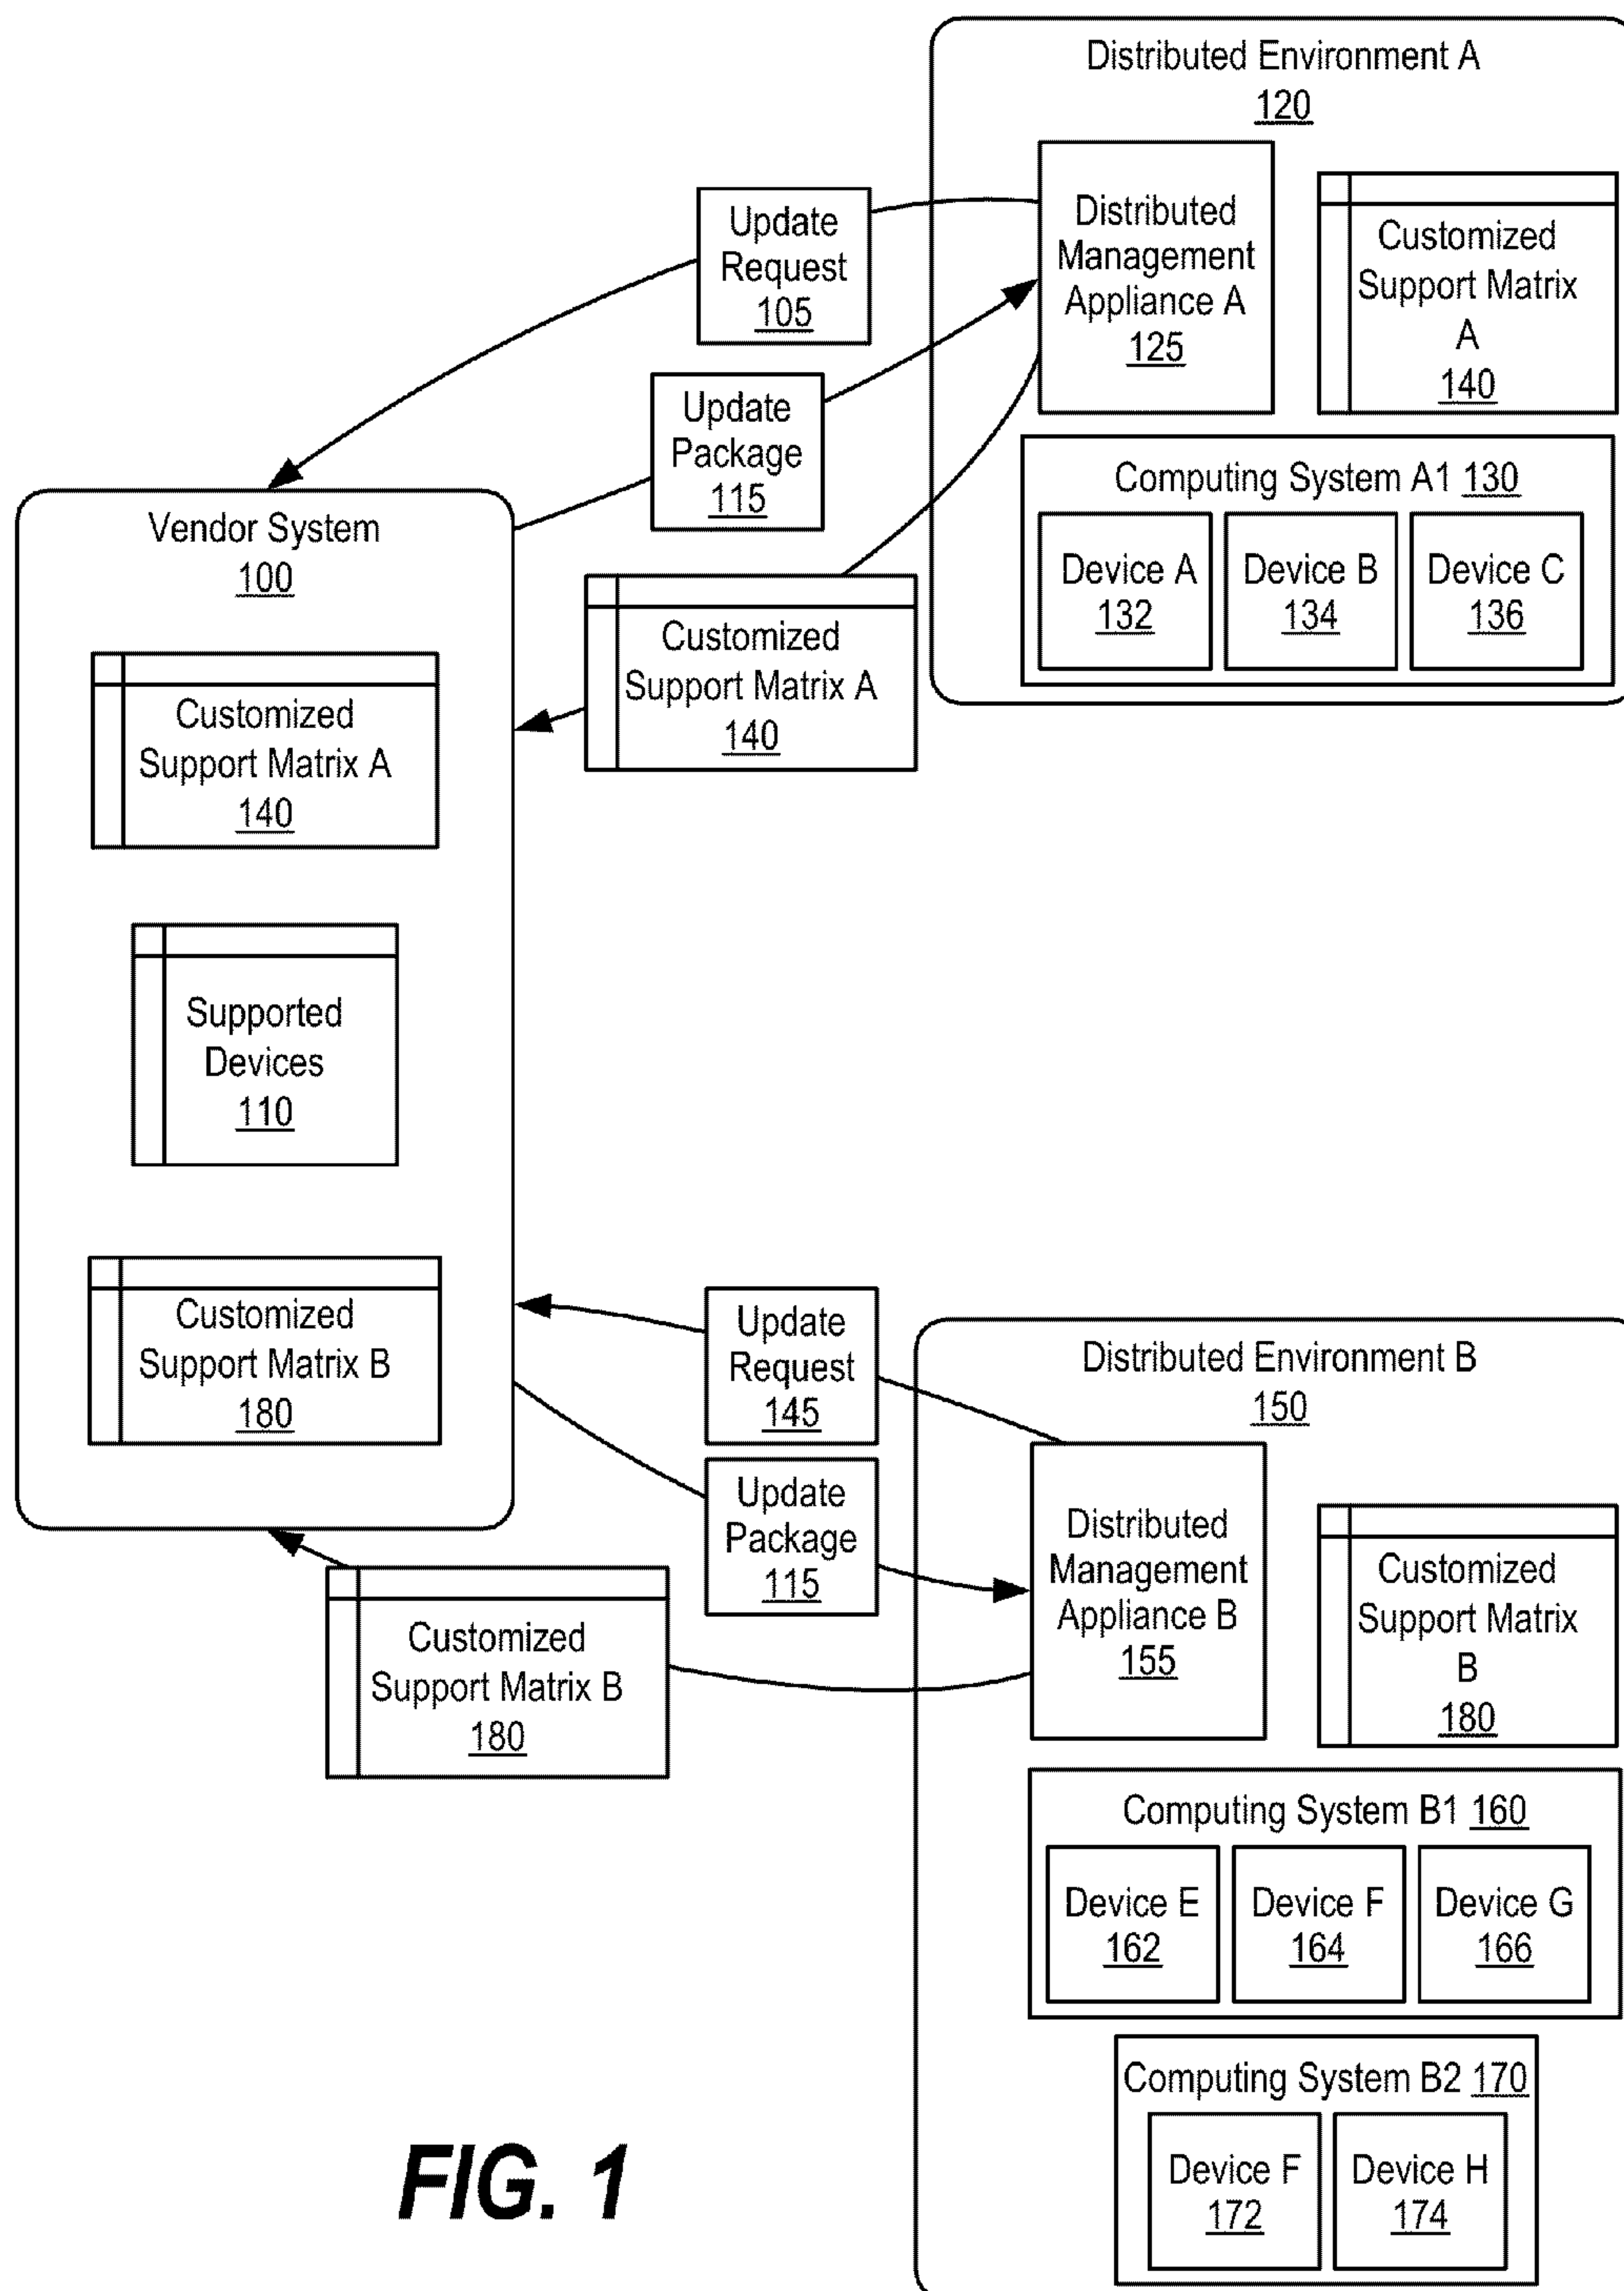 Distributed Environment A
120
Distributed
Management
Appliance A
125
Customized
Support Matrix
A
140
Update
Request
105
Update
Package
115
Computing System A1 130
Device A
132
Device B
134
Device C
136
Customized
Support Matrix A
140
Vendor System
100
Customized
Support Matrix A
140
Supported
Devices
110
Customized
Support Matrix B
180
Update
Request
145
Update
Package
115
Customized
Support Matrix B
180
Distributed Environment B
150
Distributed
Management
Appliance B
155
Customized
Support Matrix
B
180
Computing System B1 160
Device E
162
Device F
164
Device G
166
Computing System B2 170
Device F
172
Device H
174
FIG. 1